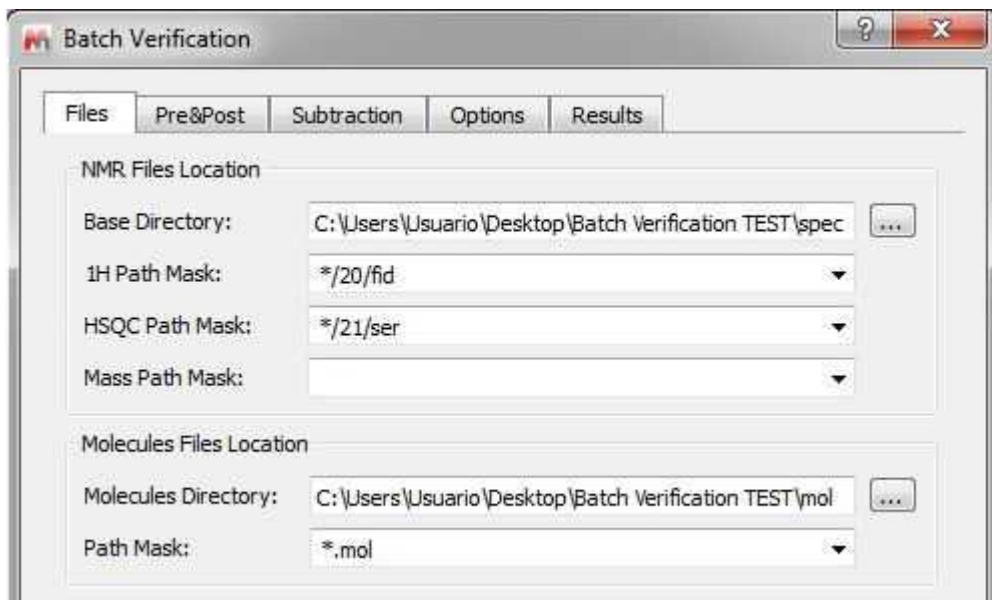 Batch Verification
Files Pre&Post Subtraction Options Results
NMR Files Location
Base Directory: C:\Users\Usuario\Desktop\Batch Verification TEST\spec ...
1H Path Mask: */20/fid
HSQC Path Mask: */21/ser
Mass Path Mask:
Molecules Files Location
Molecules Directory: C:\Users\Usuario\Desktop\Batch Verification TEST\mol ...
Path Mask: *.mol